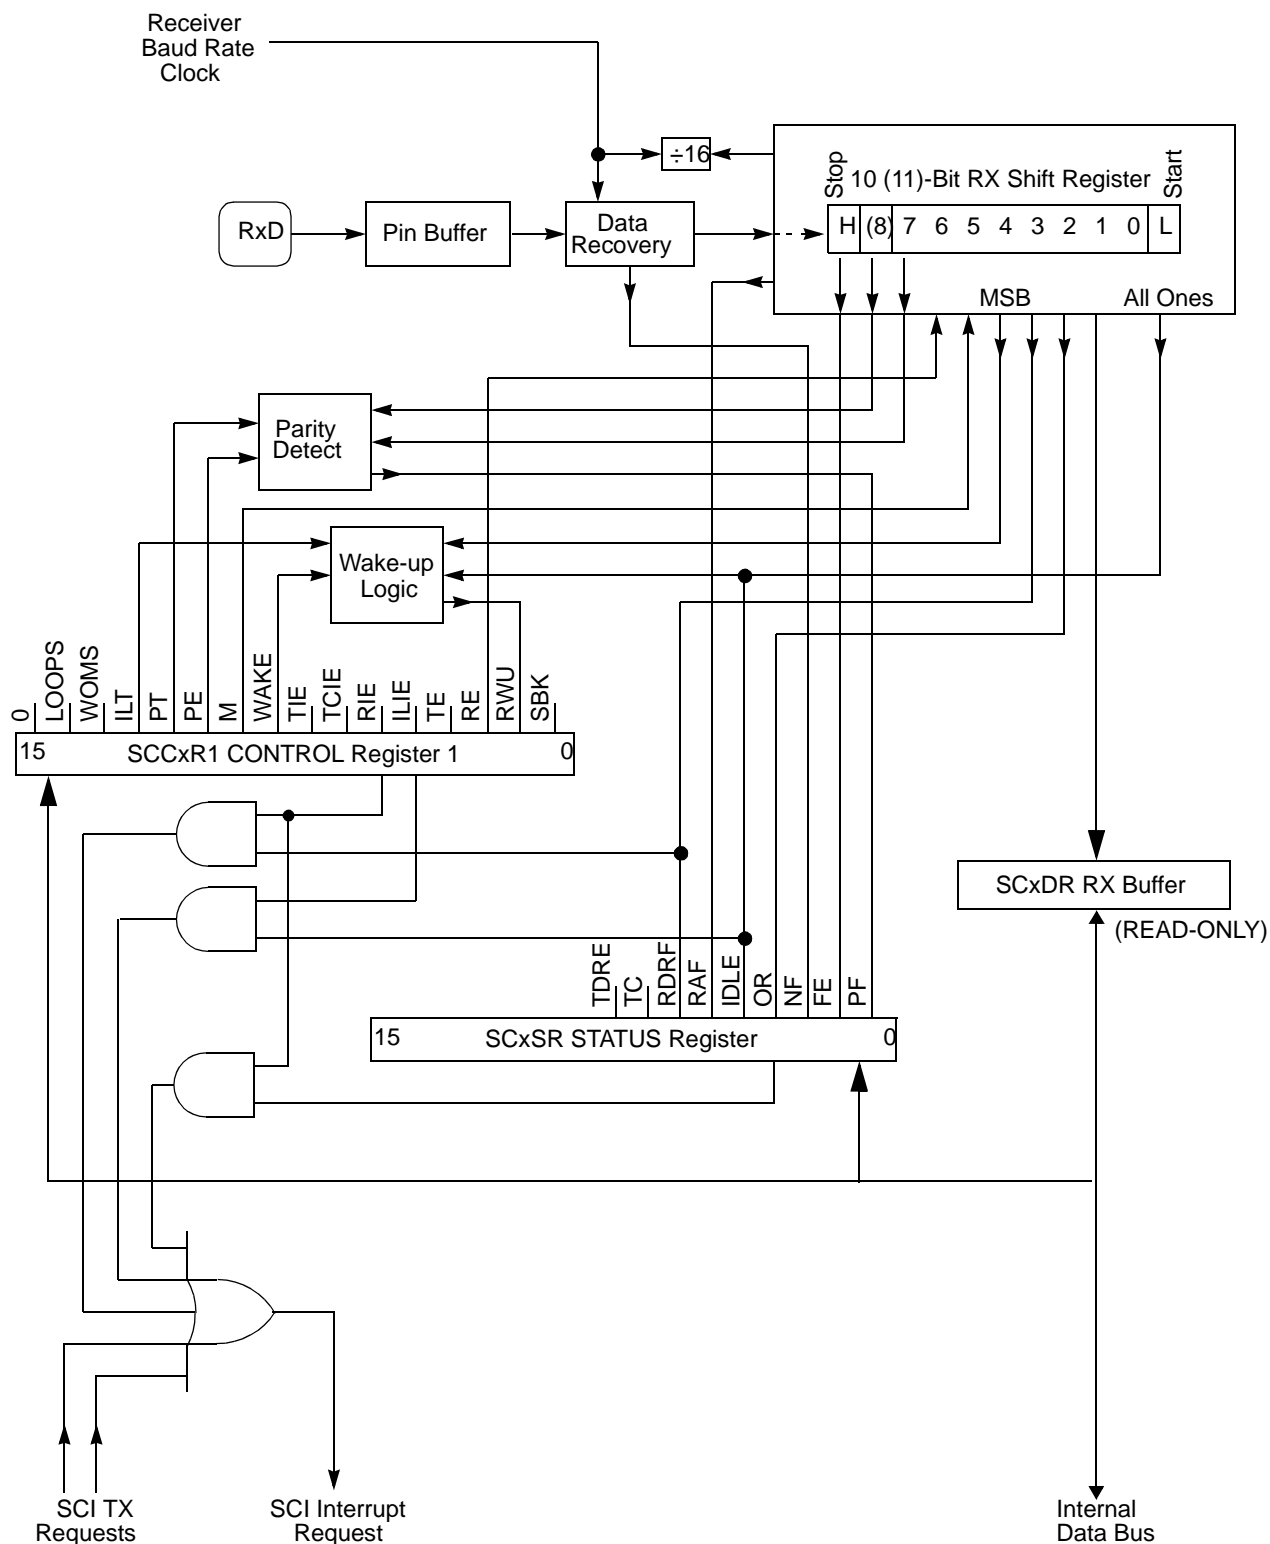 Receiver
Baud Rate
Clock
÷16
Stop
10 (11)-Bit RX Shift Register
Start
RxD
Pin Buffer
Data
Recovery
H (8) 7 6 5 4 3 2 1 0 L
MSB
All Ones
Parity
Detect
Wake-up
Logic
0
LOOPS
WOMS
ILT
PT
PE
M
WAKE
TIE
TCIE
RIE
ILIE
TE
RE
RWU
SBK
15 SCCxR1 CONTROL Register 1 0
SCxDR RX Buffer
(READ-ONLY)
TDRE
TC
RDRF
RAF
IDLE
OR
NF
FE
PF
15 SCxSR STATUS Register 0
SCI TX
Requests
SCI Interrupt
Request
Internal
Data Bus